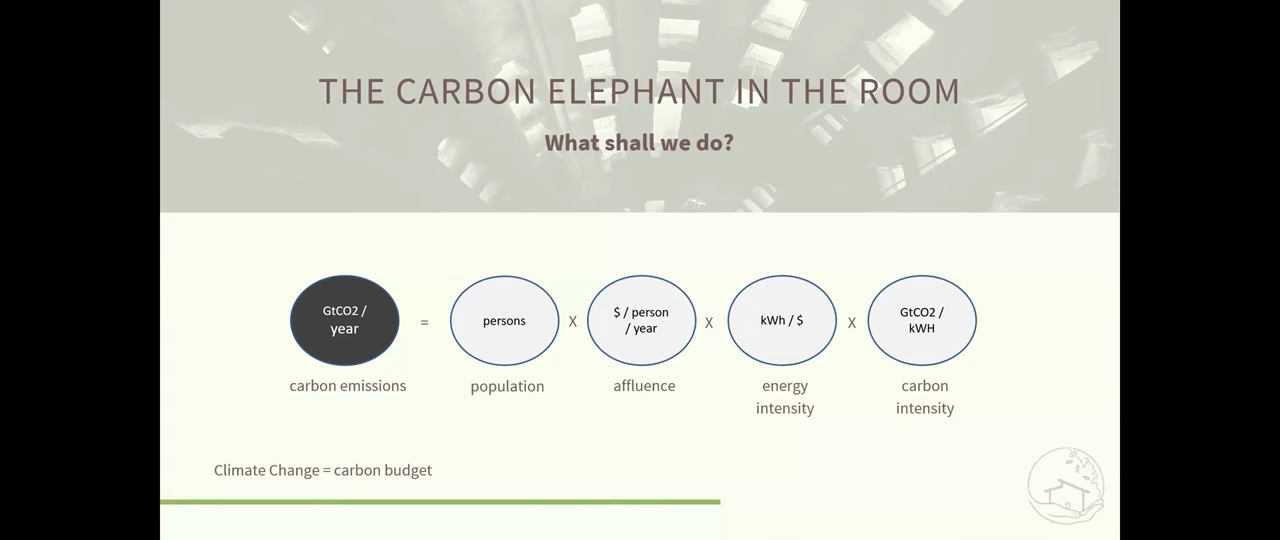 THE CARBON ELEPHANT IN THE ROOM
What shall we do?
GtCO2 /
year
=
persons
X
$ / person
/ year
X
kWh / $
X
GtCO2 /
kWH
carbon emissions
population
affluence
energy
intensity
carbon
intensity
Climate Change = carbon budget